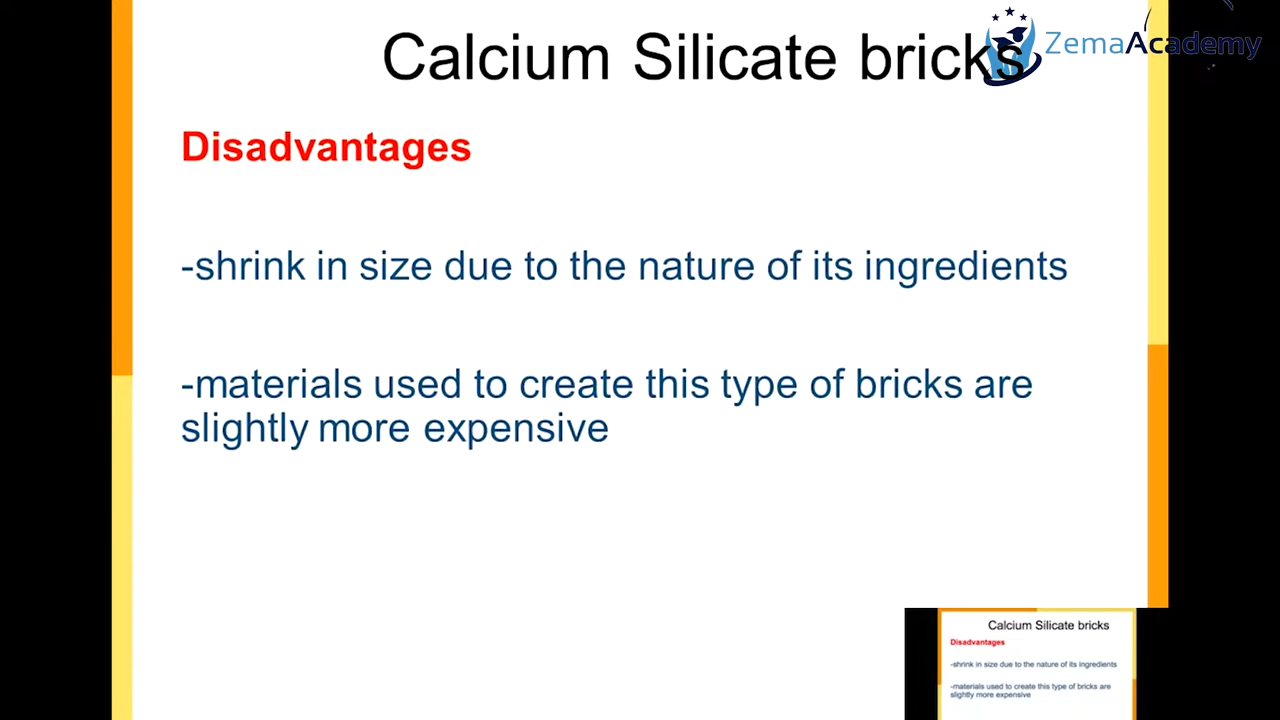 Calcium Silicate bricks
ZemaAcademy
Disadvantages
-shrink in size due to the nature of its ingredients
-materials used to create this type of bricks are
slightly more expensive
Calcium Silicate bricks
Disadvantages
-shrink in size due to the nature of its ingredients
-materials used to create this type of bricks are
slightly more expensive